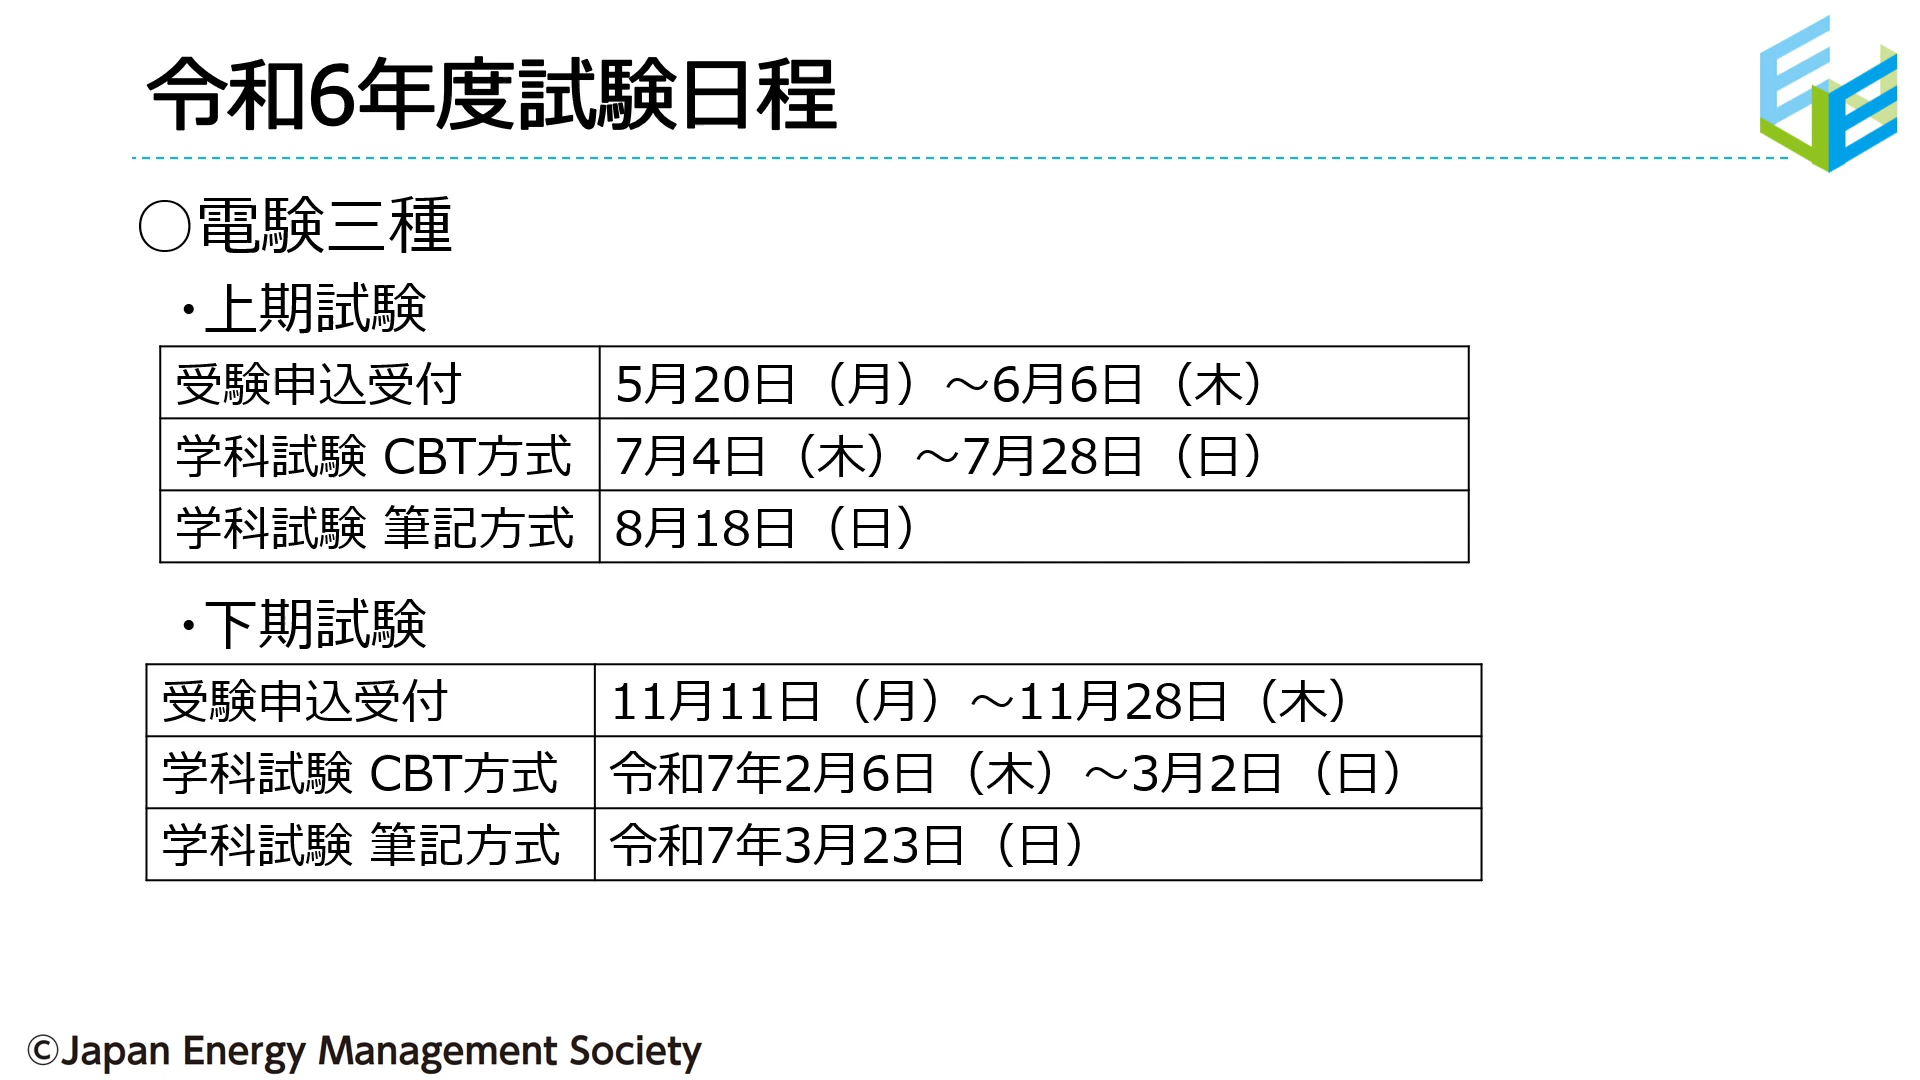 令和6年度試験日程
○電験三種
・上期試験
受験申込受付 5月20日（月）～6月6日（木）
学科試験 CBT方式 7月4日（木）～7月28日（日）
学科試験 筆記方式 8月18日（日）
・下期試験
受験申込受付 11月11日（月）～11月28日（木）
学科試験 CBT方式 令和7年2月6日（木）～3月2日（日）
学科試験 筆記方式 令和7年3月23日（日）
©Japan Energy Management Society